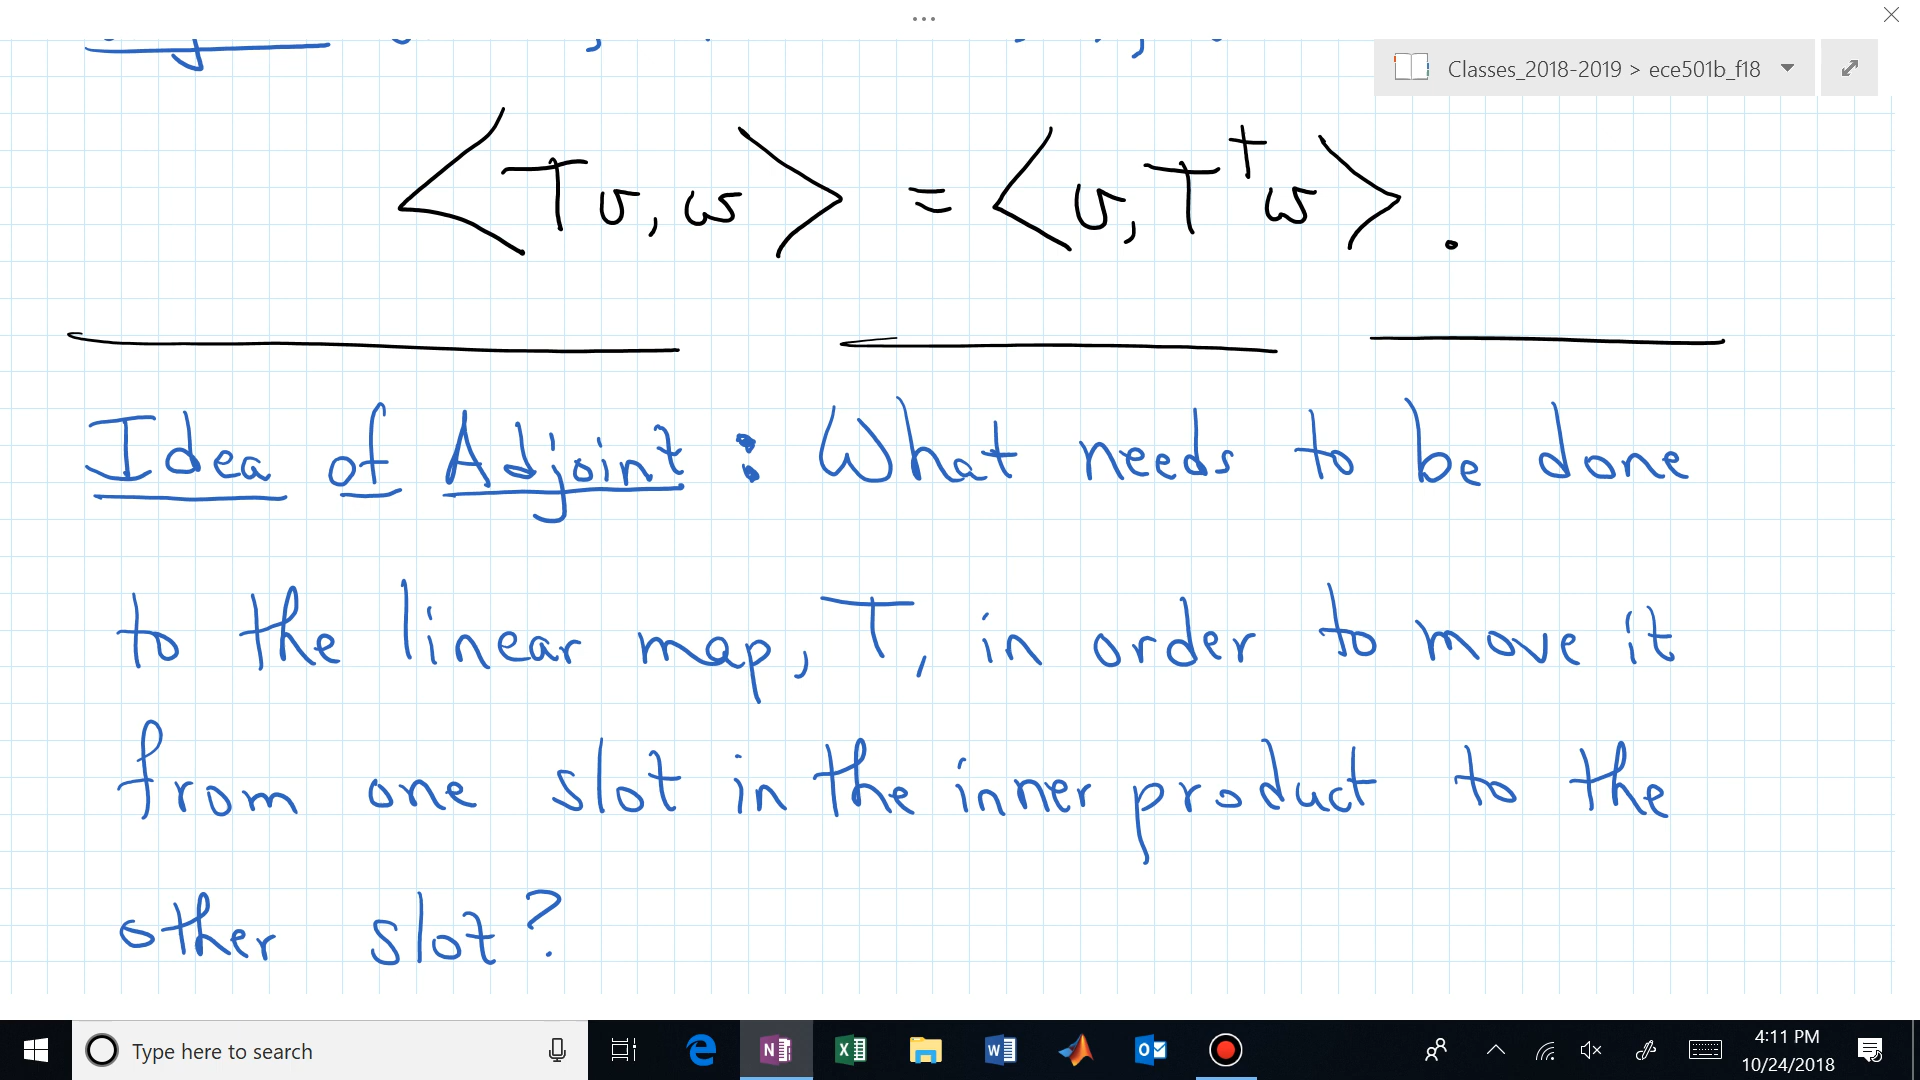 Classes_2018-2019 > ece501b_f18
<Tv, w> = <v, T†w>.
Idea of Adjoint: What needs to be done
to the linear map, T, in order to move it
from one slot in the inner product to the
other slot?
Type here to search
4:11 PM
10/24/2018